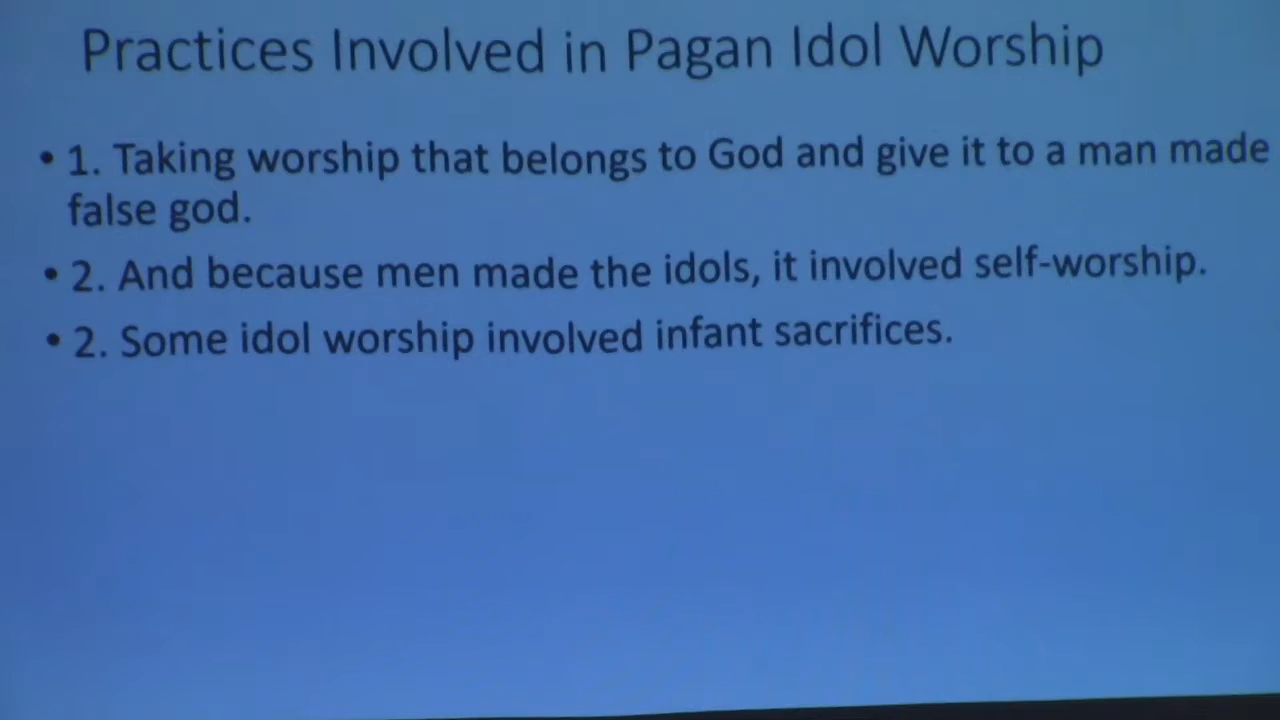 Practices Involved in Pagan Idol Worship
• 1. Taking worship that belongs to God and give it to a man made
false god.
• 2. And because men made the idols, it involved self-worship.
• 2. Some idol worship involved infant sacrifices.